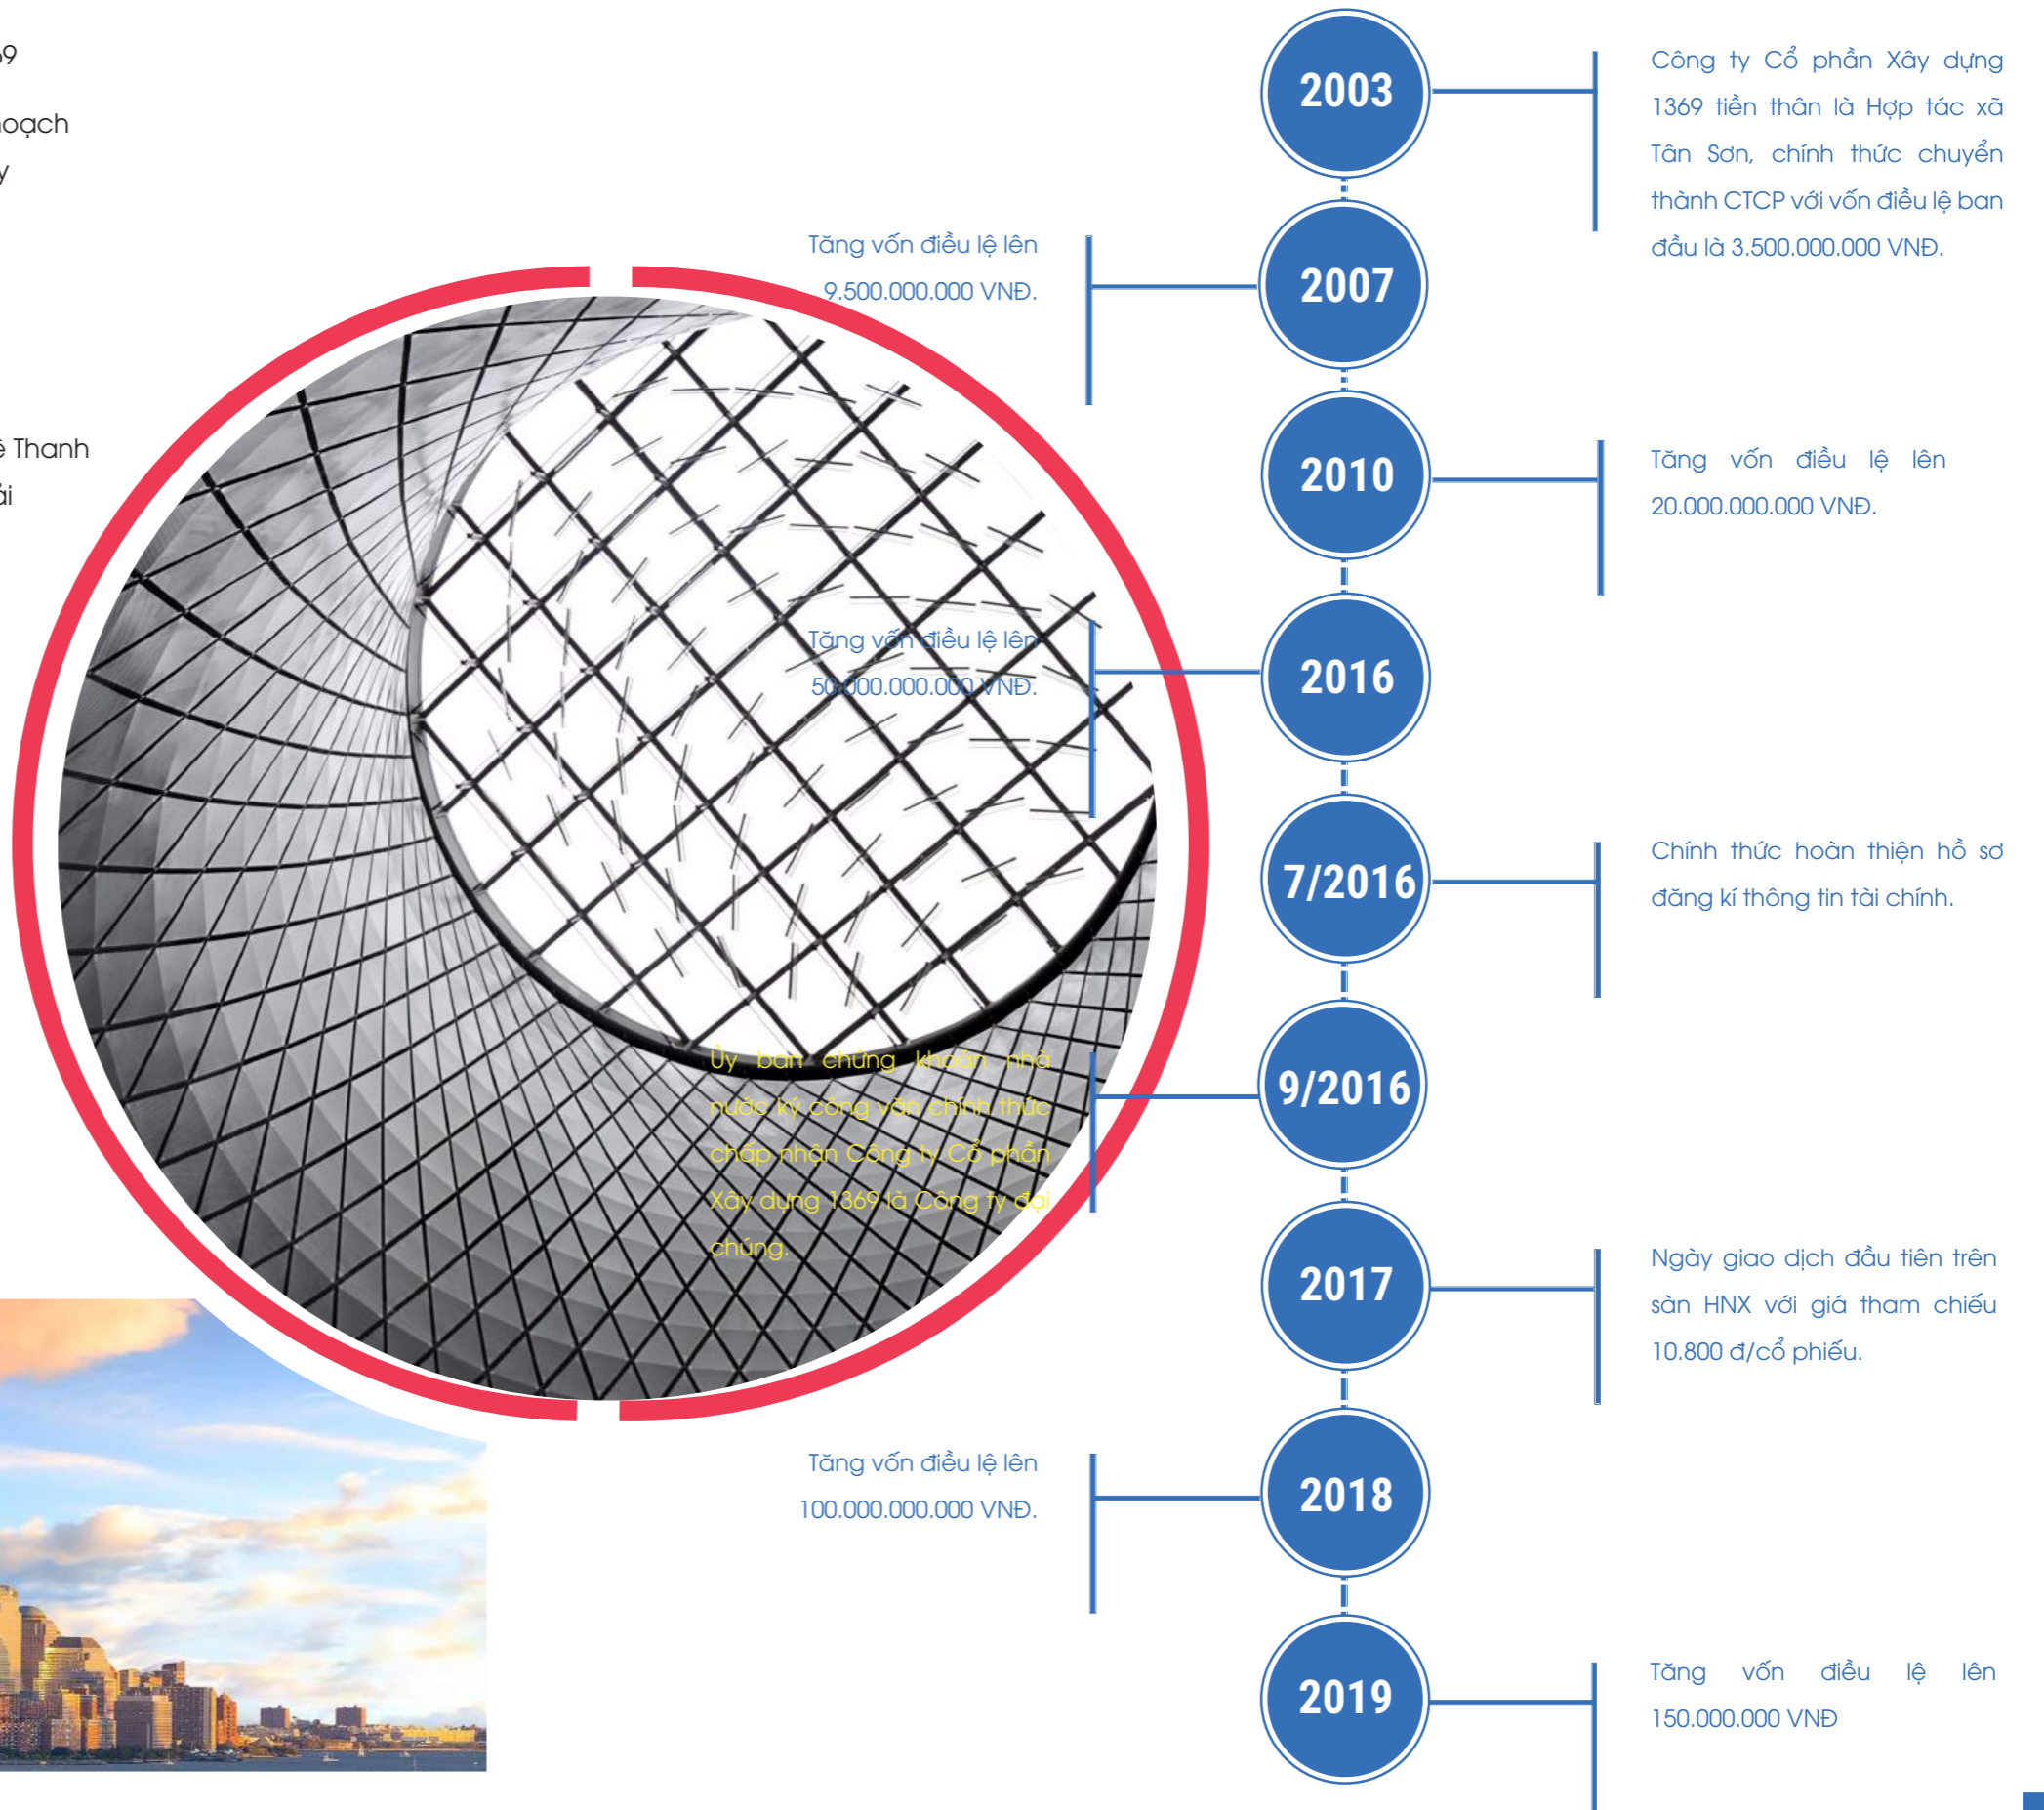 69
hoạch
y
Thanh
ải
2003
Công ty Cổ phần Xây dựng
1369 tiền thân là Hợp tác xã
Tân Sơn, chính thức chuyển
thành CTCP với vốn điều lệ ban
đầu là 3.500.000.000 VNĐ.
2007
Tăng vốn điều lệ lên
9.500.000.000 VNĐ.
2010
Tăng vốn điều lệ lên
20.000.000.000 VNĐ.
2016
Tăng vốn điều lệ lên
50.000.000.000 VNĐ.
7/2016
Chính thức hoàn thiện hồ sơ
đăng kí thông tin tài chính.
9/2016
Ủy ban chứng khoán nhà
nước ký công văn chính thức
chấp nhận Công ty Cổ phần
Xây dựng 1369 là Công ty đại
chúng.
2017
Ngày giao dịch đầu tiên trên
sàn HNX với giá tham chiếu
10.800 đ/cổ phiếu.
2018
Tăng vốn điều lệ lên
100.000.000.000 VNĐ.
2019
Tăng vốn điều lệ lên
150.000.000 VNĐ